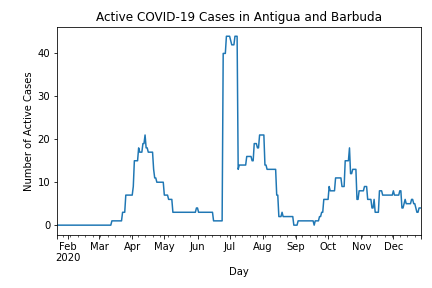 Active COVID-19 Cases in Antigua and Barbuda
40
30
20
10
0
Number of Active Cases
Feb Mar Apr May Jun Jul Aug Sep Oct Nov Dec
2020
Day